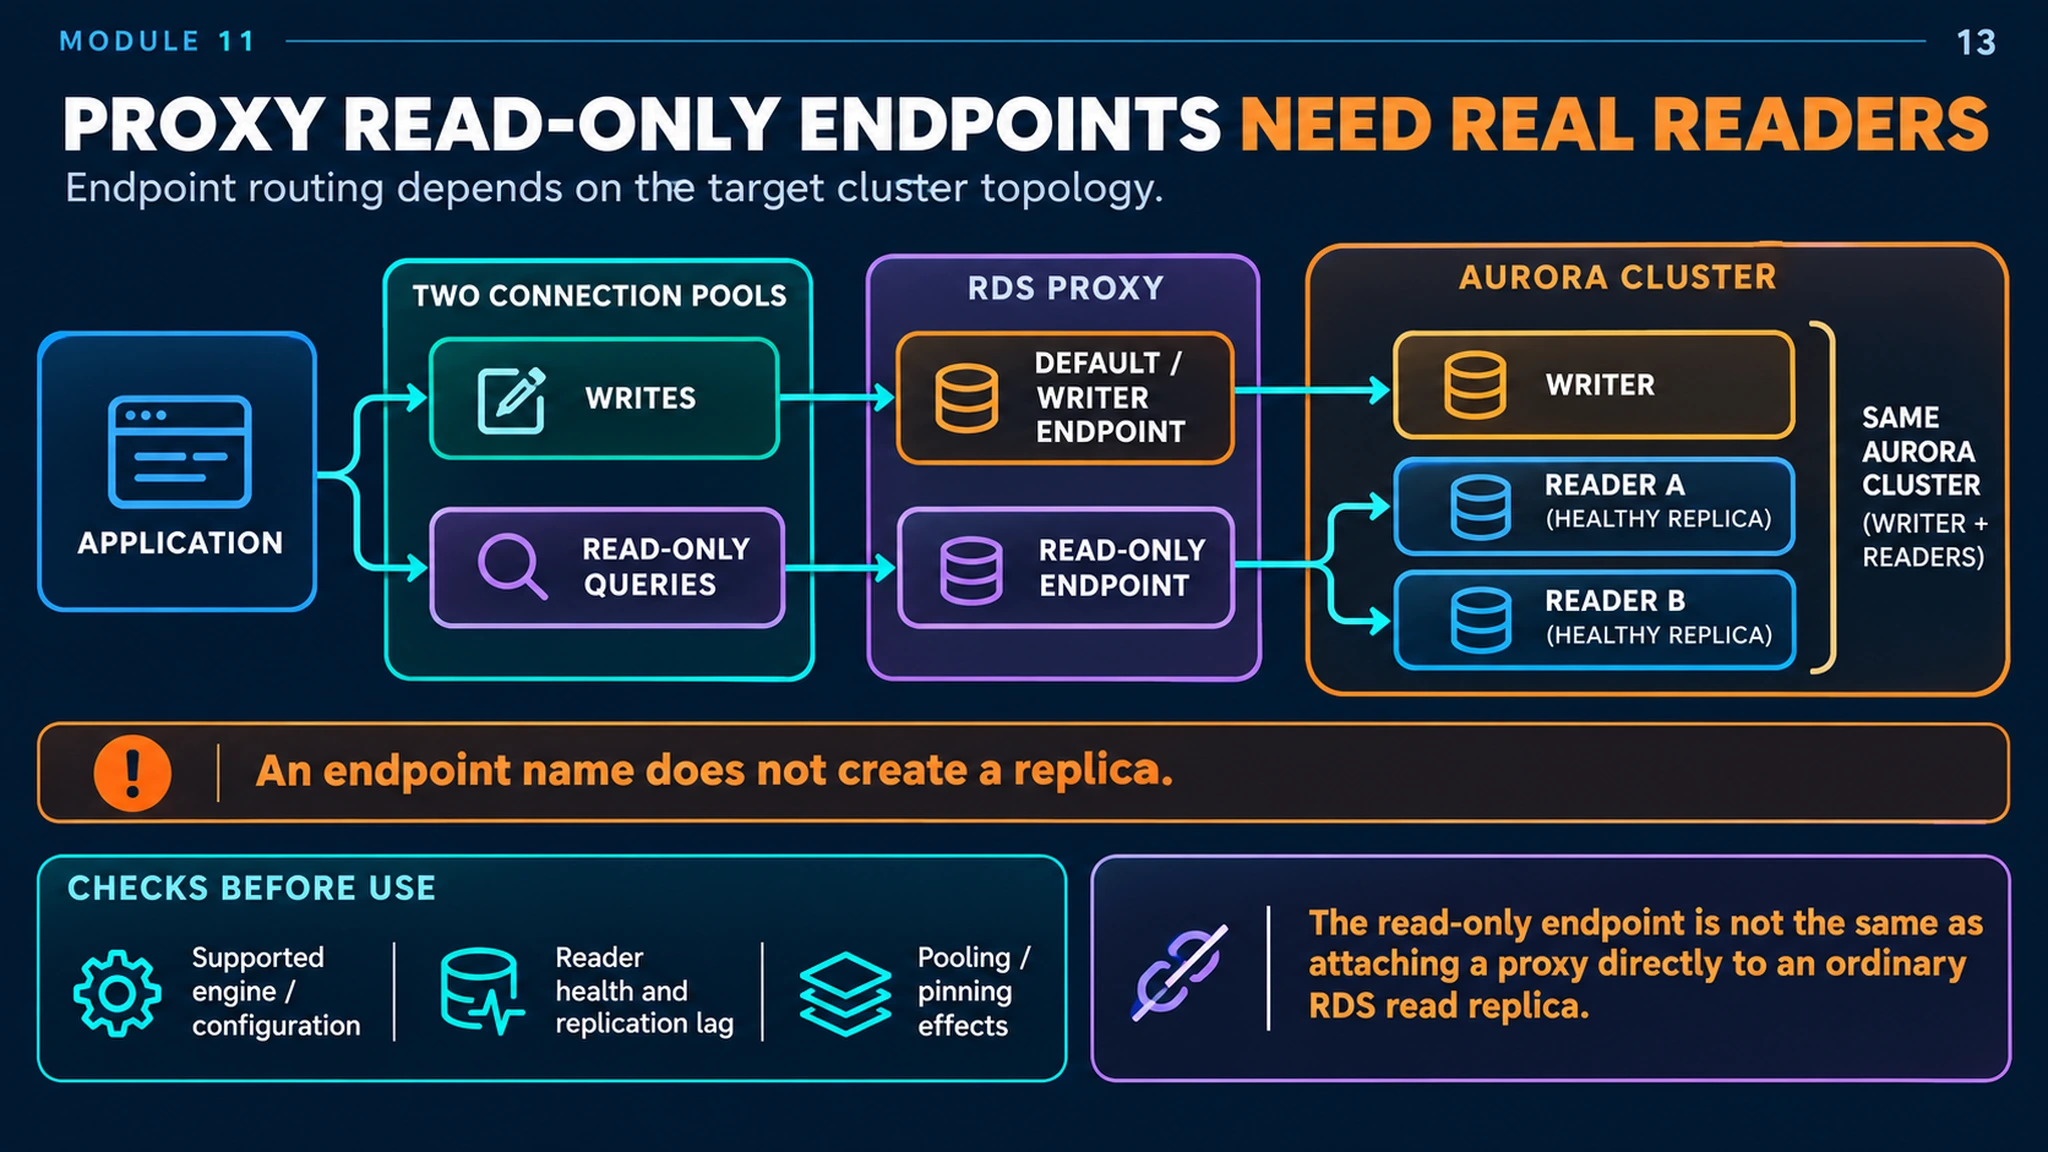 MODULE 11
13
PROXY READ-ONLY ENDPOINTS NEED REAL READERS
Endpoint routing depends on the target cluster topology.
APPLICATION
TWO CONNECTION POOLS
WRITES
READ-ONLY
QUERIES
RDS PROXY
DEFAULT /
WRITER
ENDPOINT
READ-ONLY
ENDPOINT
AURORA CLUSTER
WRITER
READER A
(HEALTHY REPLICA)
READER B
(HEALTHY REPLICA)
SAME
AURORA
CLUSTER
(WRITER +
READERS)
An endpoint name does not create a replica.
CHECKS BEFORE USE
Supported
engine /
configuration
Reader
health and
replication lag
Pooling /
pinning
effects
The read-only endpoint is not the same as
attaching a proxy directly to an ordinary
RDS read replica.